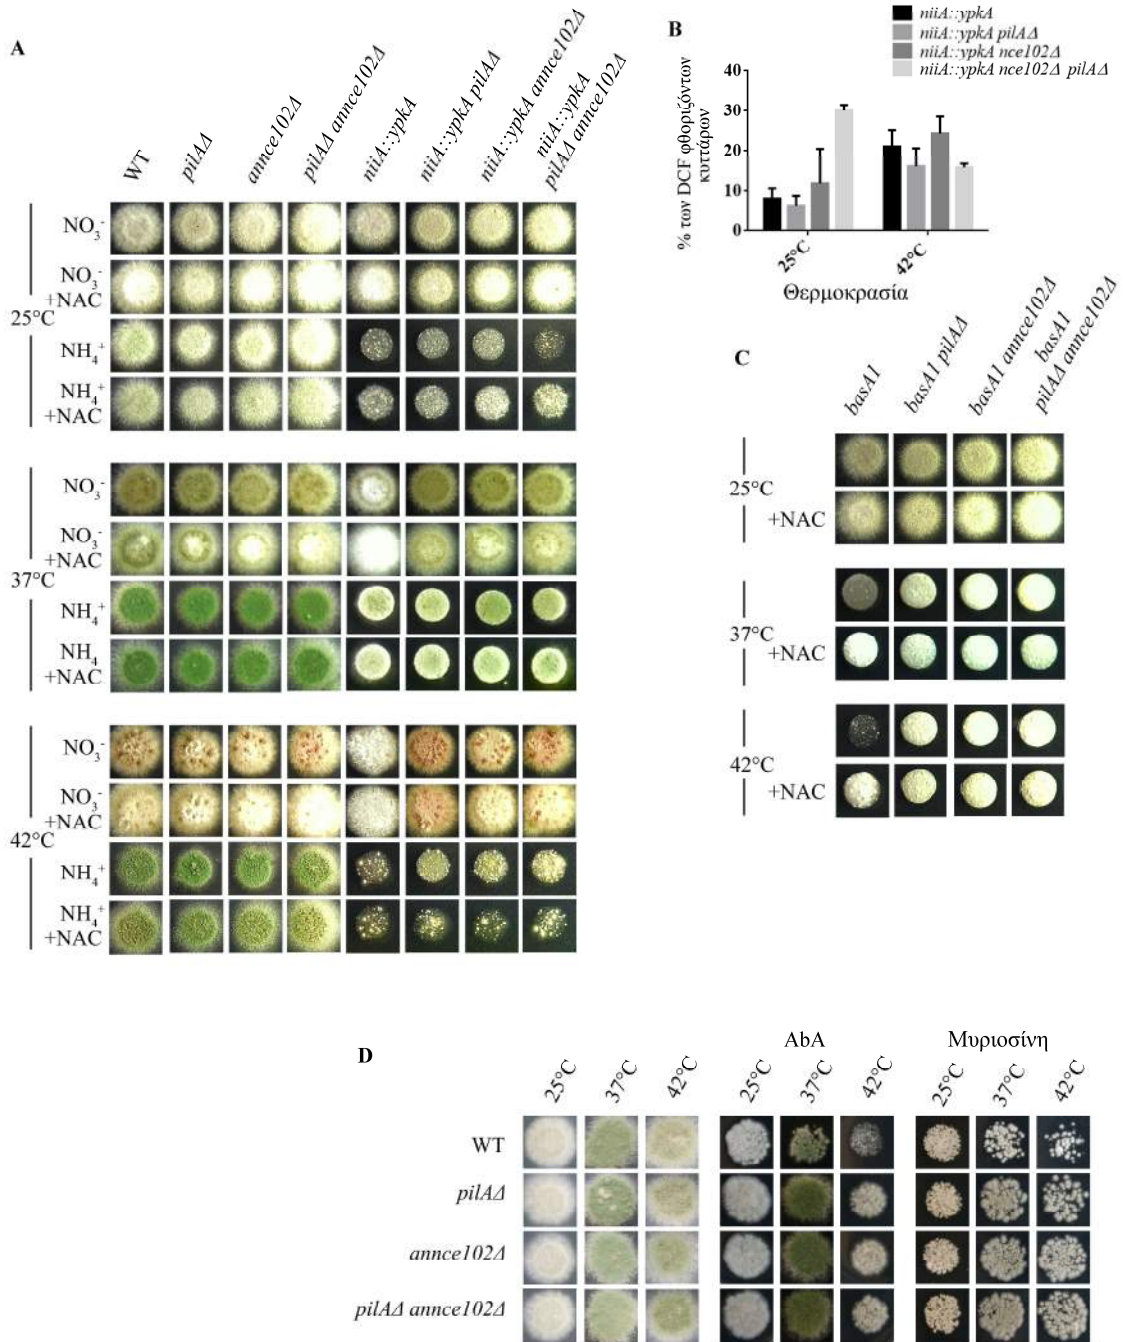 A
WT
pilAΔ
annce102Δ
pilAΔ annce102Δ
niiA::ypkA
niiA::ypkA pilAΔ
niiA::ypkA annce102Δ
niiA::ypkA
pilAΔ annce102Δ
25°C
NO3-
NO3-
+NAC
NH4+
NH4+
+NAC
37°C
NO3-
NO3-
+NAC
NH4+
NH4
+NAC
42°C
NO3-
NO3-
+NAC
NH4+
NH4+
+NAC
B
niiA::ypkA
niiA::ypkA pilAΔ
niiA::ypkA nce102Δ
niiA::ypkA nce102Δ pilAΔ
% των DCF φθοριζόντων
κυττάρων
40
30
20
10
0
25°C
42°C
Θερμοκρασία
C
basA1
basA1 pilAΔ
basA1 annce102Δ
basA1
pilAΔ annce102Δ
25°C
+NAC
37°C
+NAC
42°C
+NAC
D
AbA
Μυριοσίνη
25°C 37°C 42°C 25°C 37°C 42°C 25°C 37°C 42°C
WT
pilAΔ
annce102Δ
pilAΔ annce102Δ